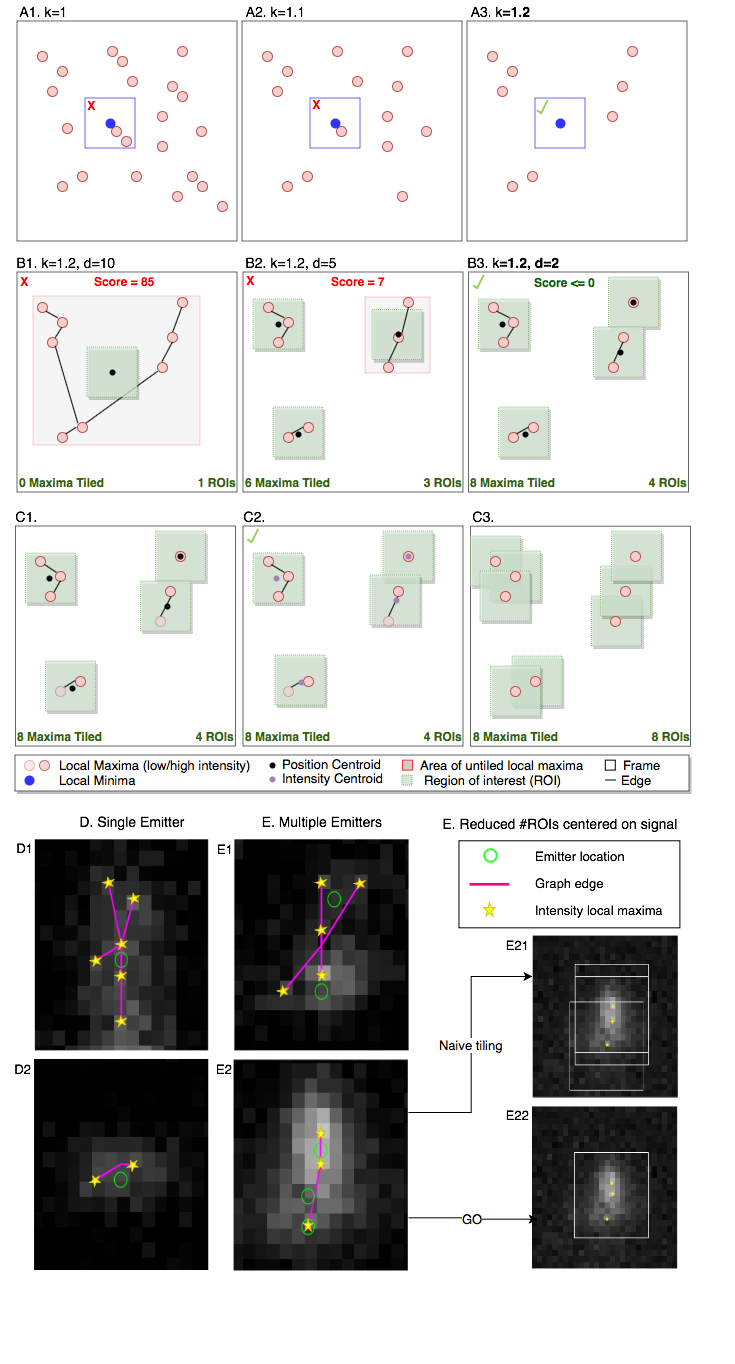 A1. k=1
A2. k=1.1
A3. k=1.2
X
X
B1. k=1.2, d=10
B2. k=1.2, d=5
B3. k=1.2, d=2
X
Score = 85
X
Score = 7
Score <= 0
0 Maxima Tiled
1 ROIs
6 Maxima Tiled
3 ROIs
8 Maxima Tiled
4 ROIs
C1.
C2.
C3.
8 Maxima Tiled
4 ROIs
8 Maxima Tiled
4 ROIs
8 Maxima Tiled
8 ROIs
Local Maxima (low/high intensity)
Position Centroid
Area of untiled local maxima
Frame
Local Minima
Intensity Centroid
Region of interest (ROI)
Edge
D. Single Emitter
E. Multiple Emitters
E. Reduced #ROIs centered on signal
D1
E1
Emitter location
Graph edge
Intensity local maxima
E21
Naive tiling
D2
E2
E22
GO